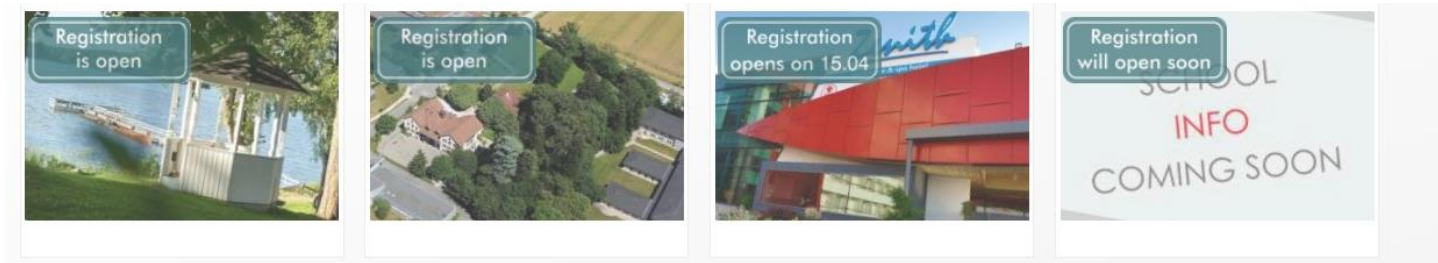 Registration
is open
Registration
is open
Registration
opens on 15.04
Registration
will open soon
SCHOOL
INFO
COMING SOON